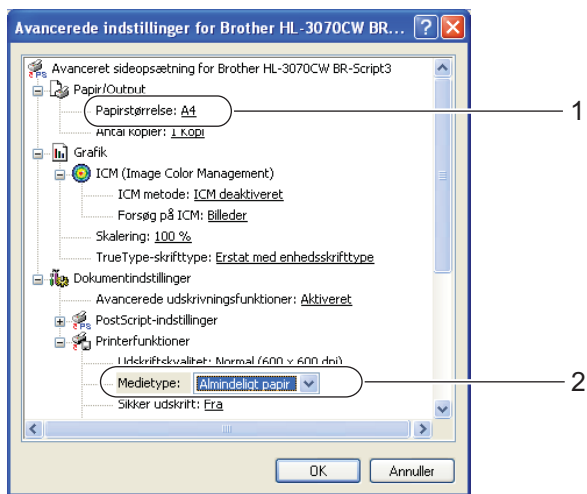 Avancerede indstillinger for Brother HL-3070CW BR...
Avanceret sideopsætning for Brother HL-3070CW BR-Script3
Papir/Output
Papirstørrelse: A4
1
Antal kopier: 1 Kopi
Grafik
ICM (Image Color Management)
ICM metode: ICM deaktiveret
Forsøg på ICM: Billeder
Skalering: 100 %
TrueType-skrifttype: Erstat med enhedsskrifttype
Dokumentindstillinger
Avancerede udskrivningsfunktioner: Aktiveret
PostScript-indstillinger
Printerfunktioner
Udskriftskvalitet: Normal (600 x 600 dpi)
Medietype: Almindeligt papir
2
Sikker udskrift: Fra
OK
Annuller